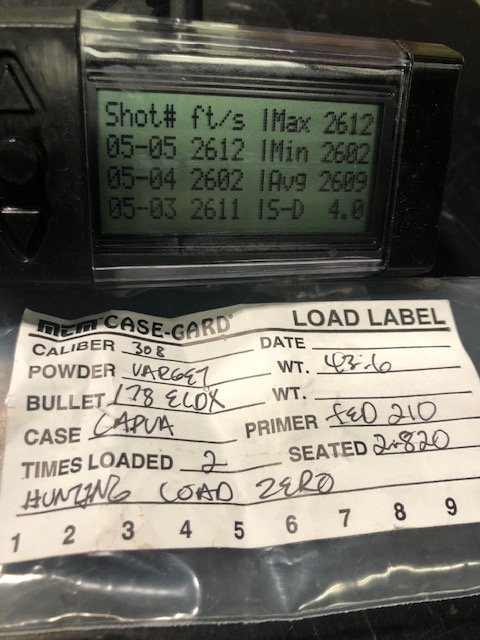 Shot# ft/s |Max 2612
05-05 2612 |Min 2602
05-04 2602 |Avg 2609
05-03 2611 |S-D 4.0
MTM CASE-GARD® LOAD LABEL
CALIBER 308 DATE
POWDER VARGET WT. 43.6
BULLET 178 ELDX WT.
CASE LAPUA PRIMER FED 210
TIMES LOADED 2 SEATED 2.820
HUNTING LOAD ZERO
1 2 3 4 5 6 7 8 9